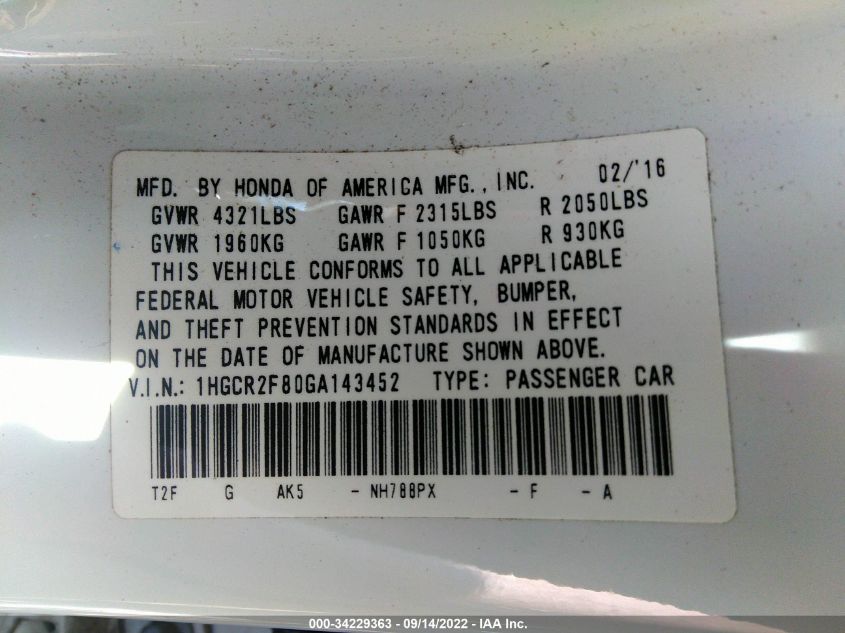 MFD. BY HONDA OF AMERICA MFG., INC. 02/'16
GVWR 4321LBS GAWR F 2315LBS R 2050LBS
GVWR 1960KG GAWR F 1050KG R 930KG
THIS VEHICLE CONFORMS TO ALL APPLICABLE
FEDERAL MOTOR VEHICLE SAFETY, BUMPER,
AND THEFT PREVENTION STANDARDS IN EFFECT
ON THE DATE OF MANUFACTURE SHOWN ABOVE.
V.I.N.: 1HGCR2F80GA143452 TYPE: PASSENGER CAR
T2F G AK5 - NH788PX - F - A
000-34229363 - 09/14/2022 - IAA Inc.